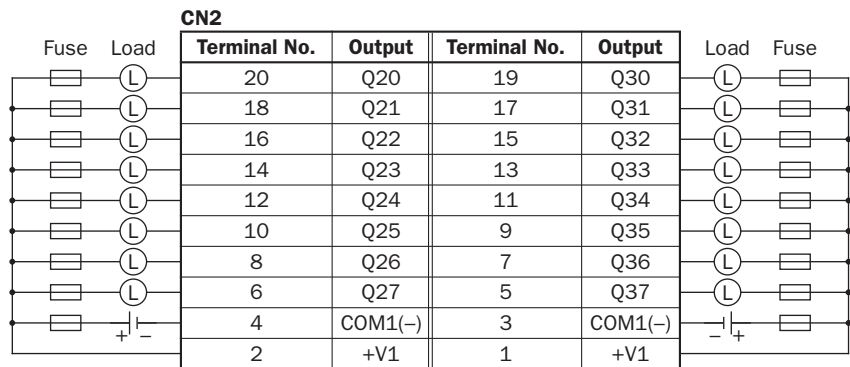 CN2
Fuse Load Terminal No. Output Terminal No. Output Load Fuse
L 20 Q20 19 Q30 L
L 18 Q21 17 Q31 L
L 16 Q22 15 Q32 L
L 14 Q23 13 Q33 L
L 12 Q24 11 Q34 L
L 10 Q25 9 Q35 L
L 8 Q26 7 Q36 L
L 6 Q27 5 Q37 L
+ − 4 COM1(–) 3 COM1(–) − +
2 +V1 1 +V1